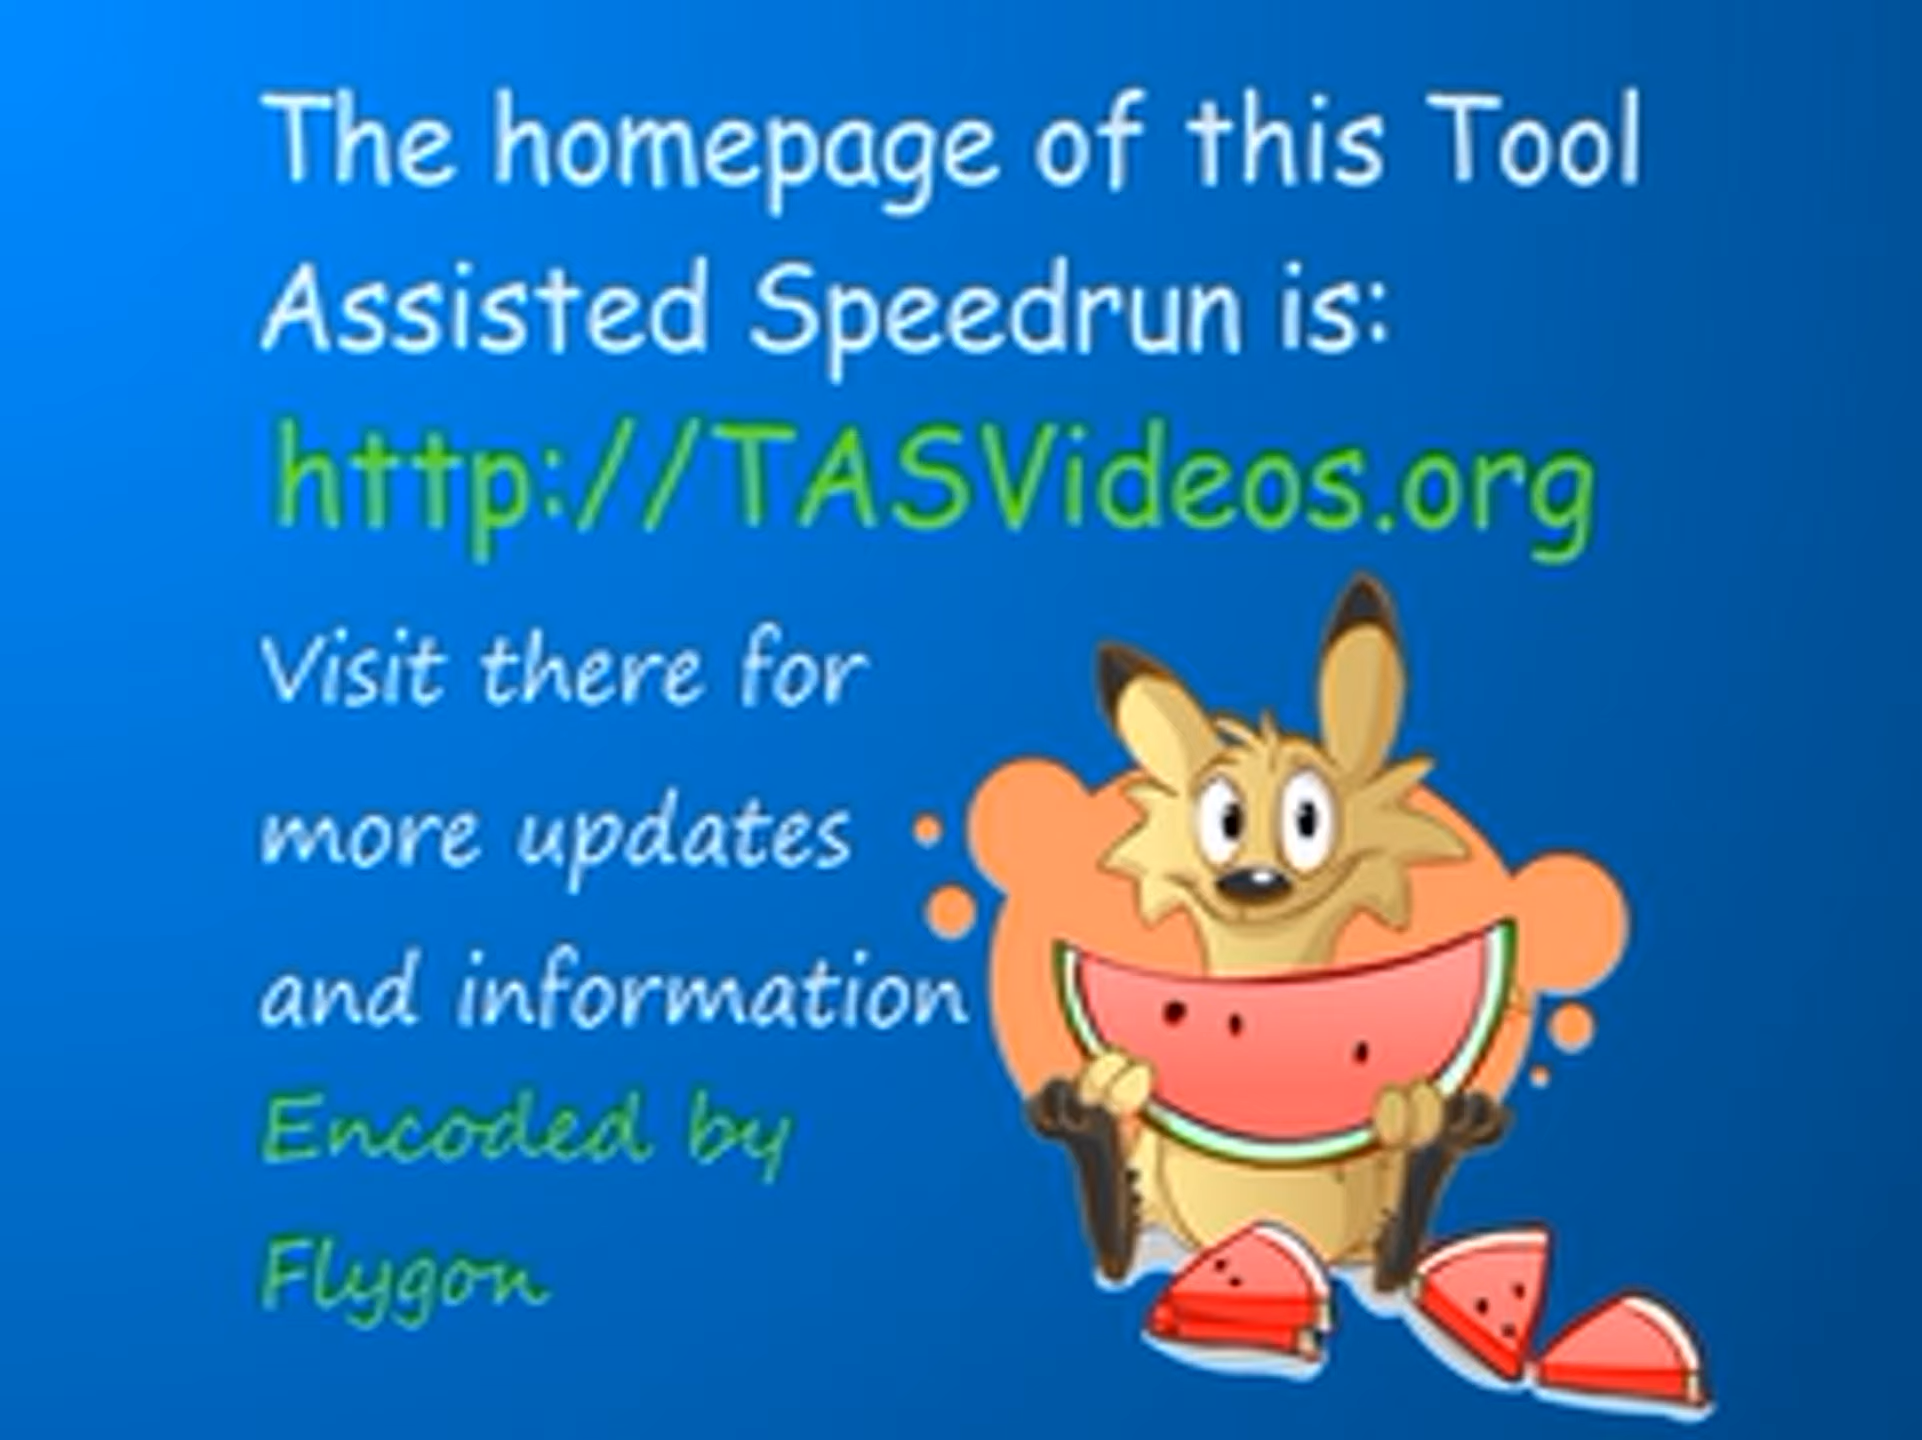 The homepage of this Tool
Assisted Speedrun is:
http://TASVideos.org
Visit there for
more updates
and information
Encoded by
Flygon